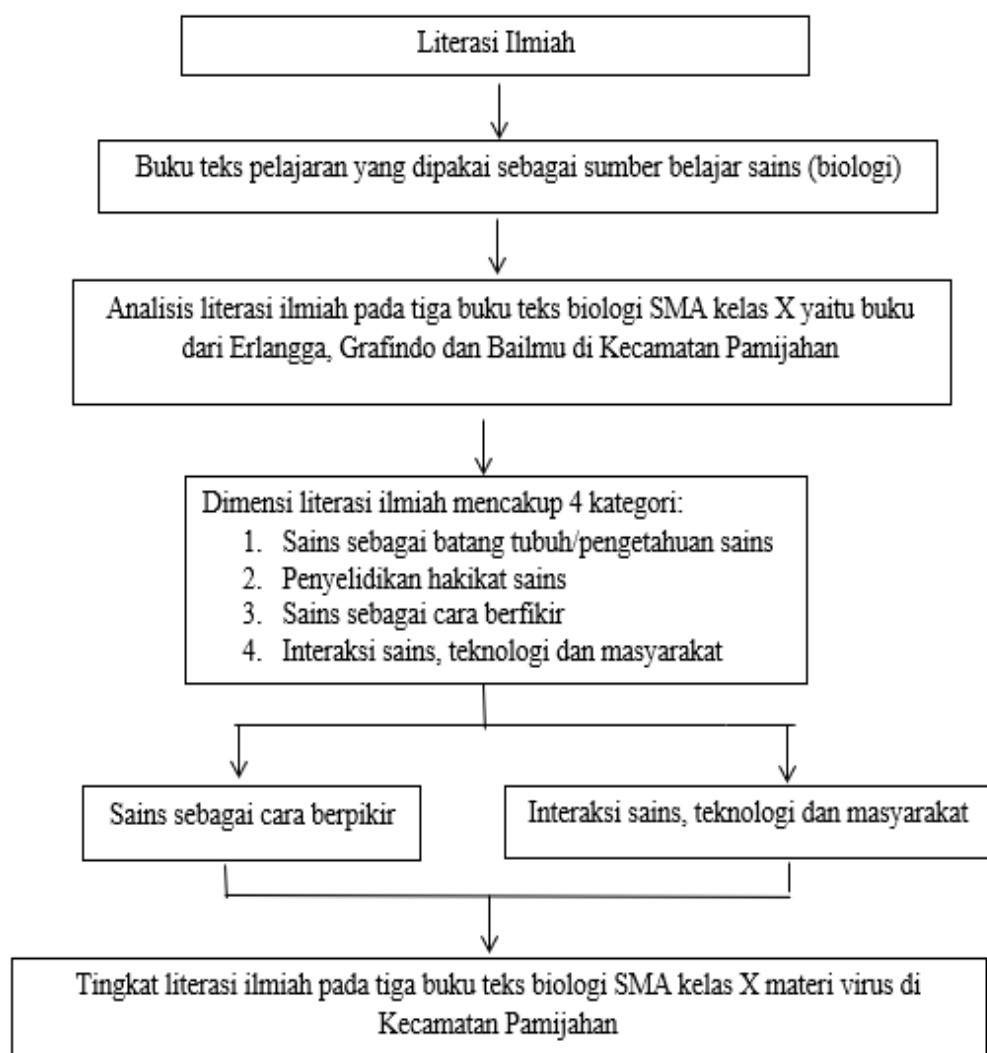 Literasi Ilmiah
Buku teks pelajaran yang dipakai sebagai sumber belajar sains (biologi)
Analisis literasi ilmiah pada tiga buku teks biologi SMA kelas X yaitu buku
dari Erlangga, Grafindo dan Bailmu di Kecamatan Pamijahan
Dimensi literasi ilmiah mencakup 4 kategori:
1. Sains sebagai batang tubuh/pengetahuan sains
2. Penyelidikan hakikat sains
3. Sains sebagai cara berfikir
4. Interaksi sains, teknologi dan masyarakat
Sains sebagai cara berpikir
Interaksi sains, teknologi dan masyarakat
Tingkat literasi ilmiah pada tiga buku teks biologi SMA kelas X materi virus di
Kecamatan Pamijahan